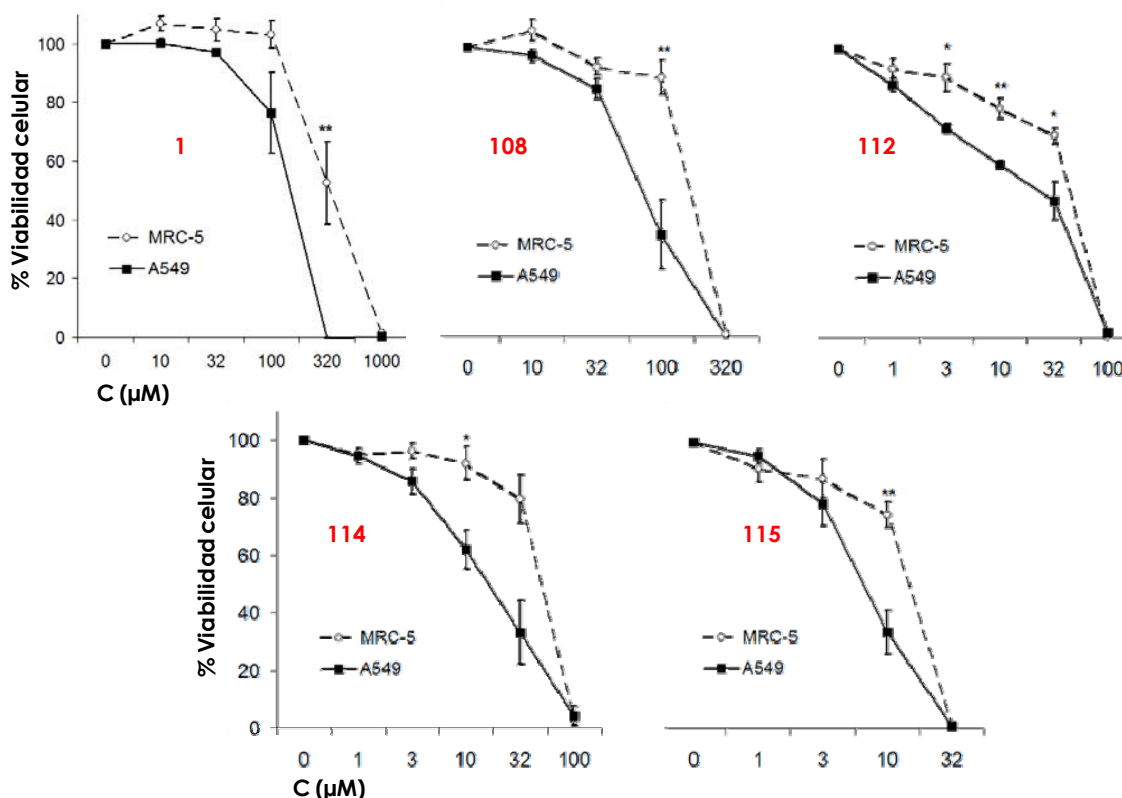 % Viabilidad celular
100
80
60
40
20
0
**
1
MRC-5
A549
0 10 32 100 320 1000
C (µM)
**
108
MRC-5
A549
0 10 32 100 320
*
**
*
112
MRC-5
A549
0 1 3 10 32 100
% Viabilidad celular
100
80
60
40
20
0
*
114
MRC-5
A549
0 1 3 10 32 100
C (µM)
**
115
MRC-5
A549
0 1 3 10 32